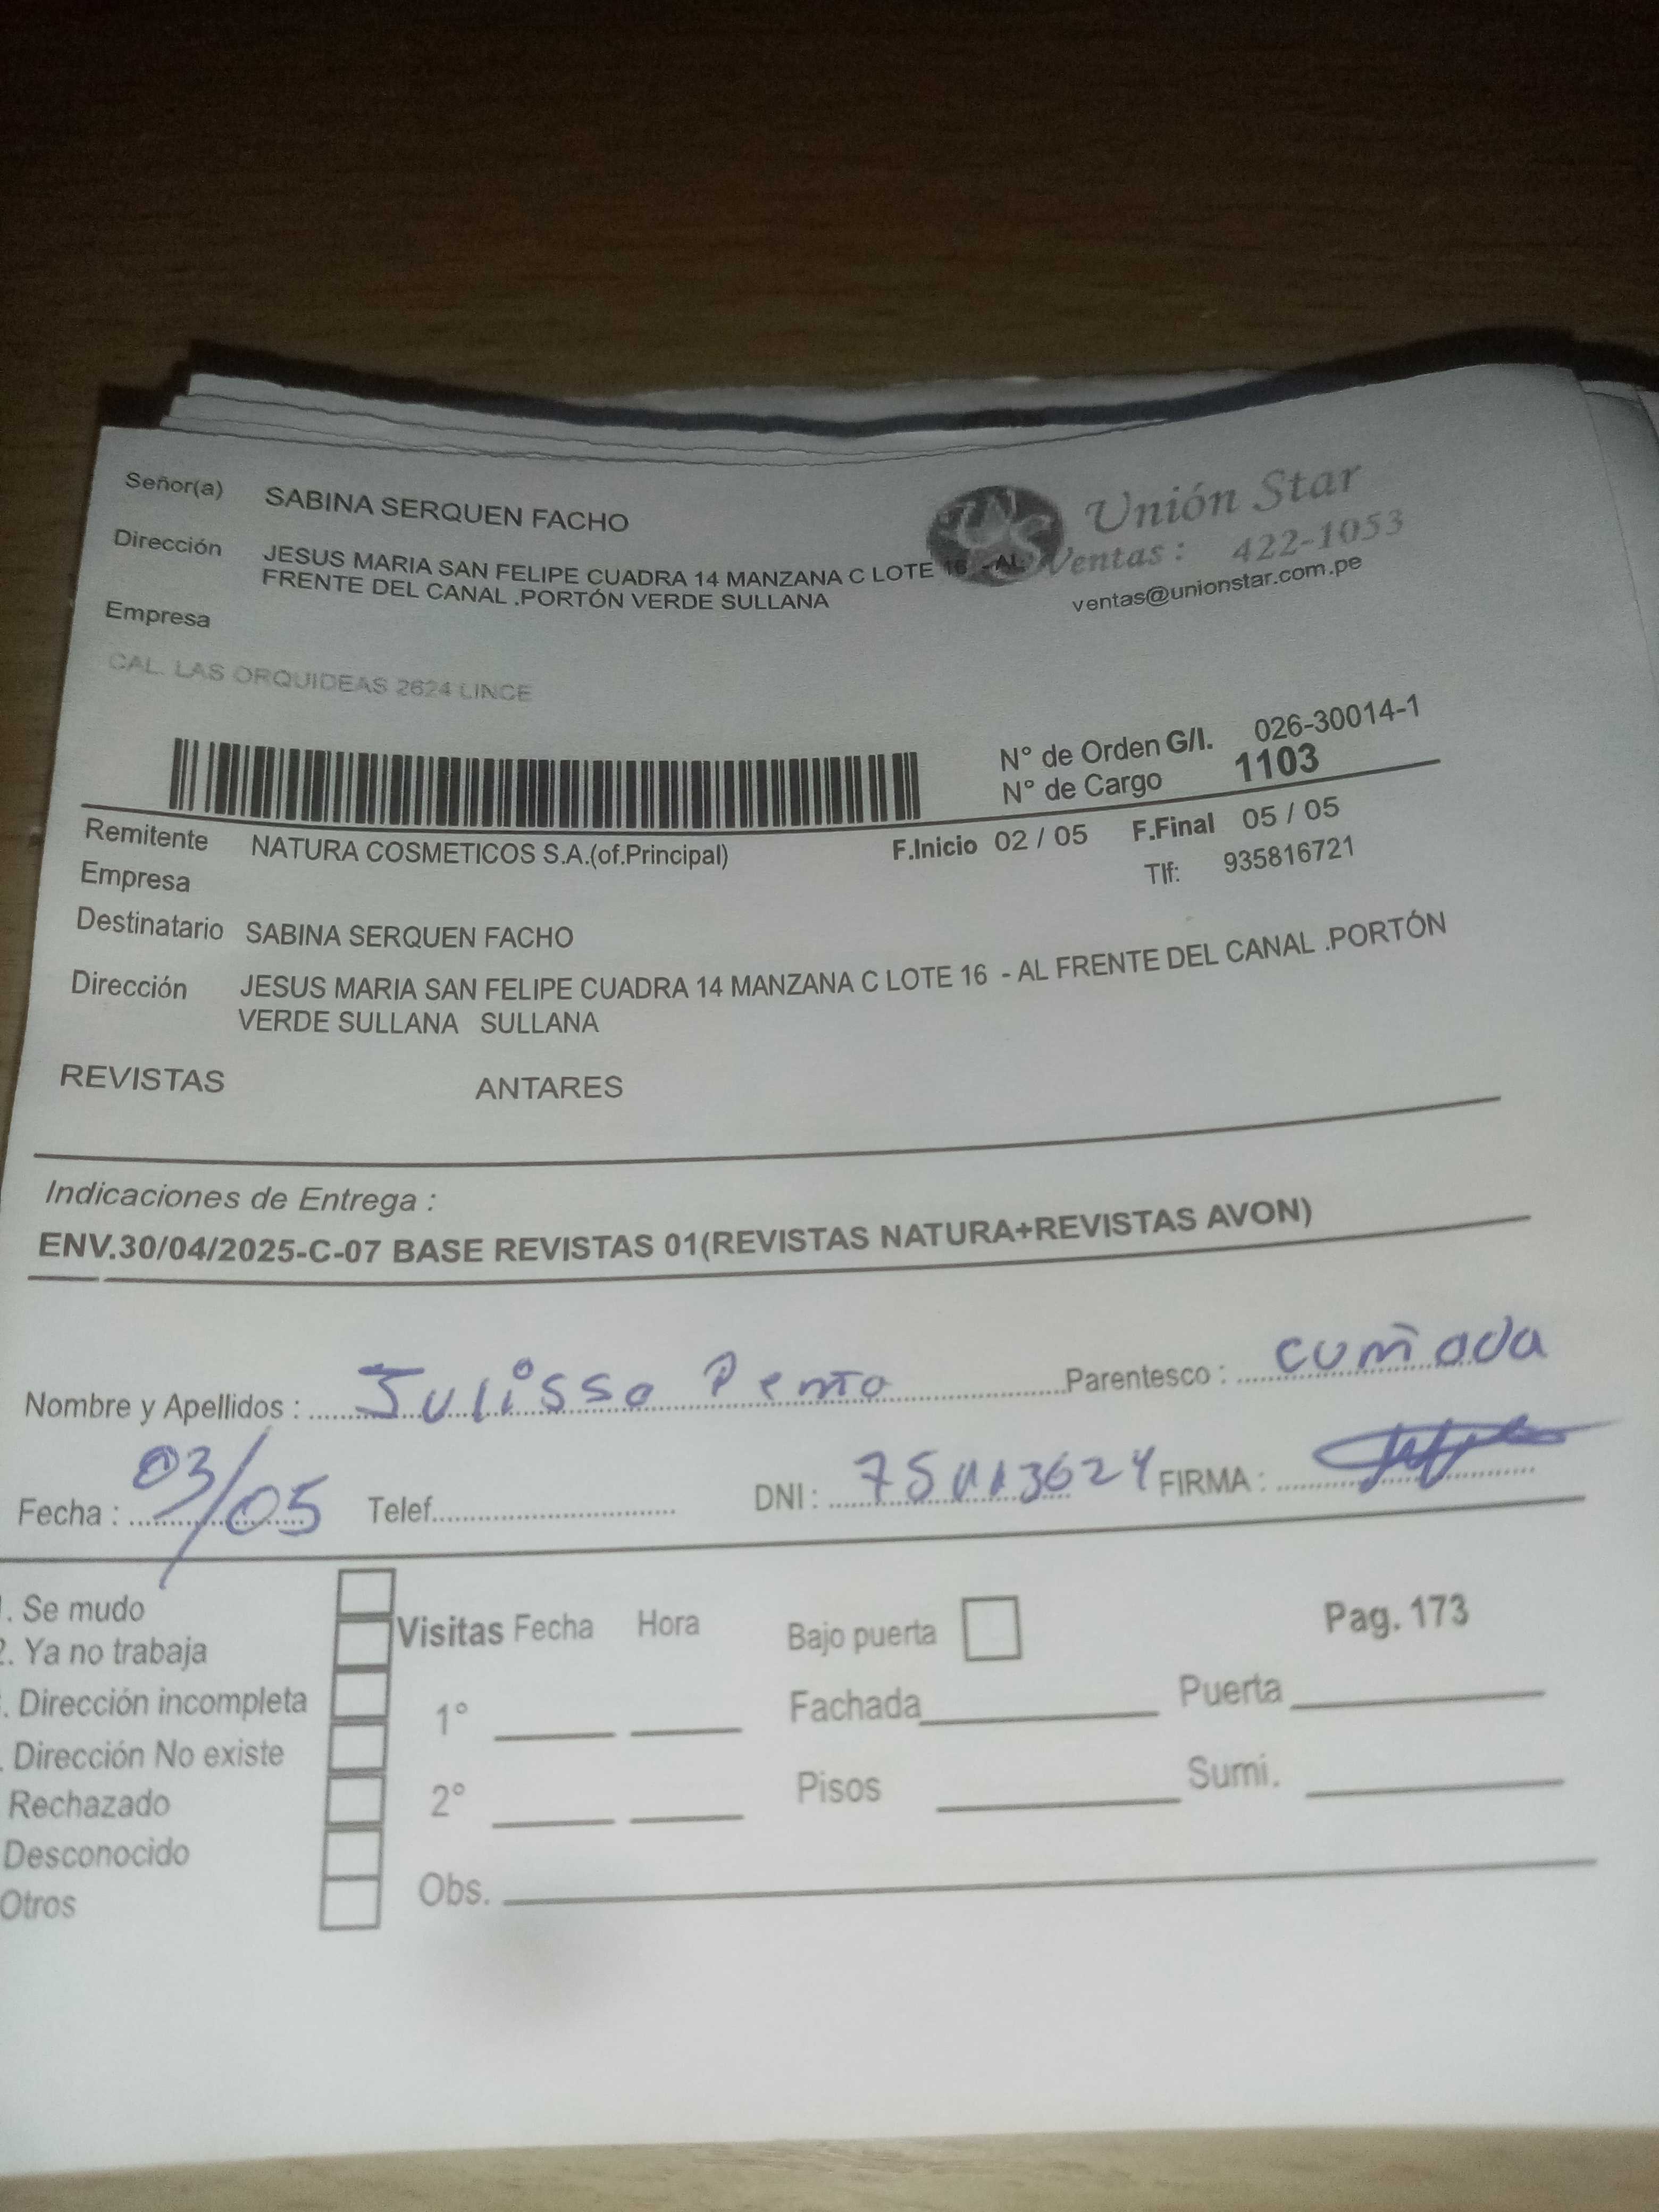 Señor(a) SABINA SERQUEN FACHO
Unión Star
Ventas : 422-1053
ventas@unionstar.com.pe
Dirección JESUS MARIA SAN FELIPE CUADRA 14 MANZANA C LOTE 16 - AL
FRENTE DEL CANAL .PORTÓN VERDE SULLANA
Empresa
CAL. LAS ORQUIDEAS 2624 LINCE
N° de Orden G/I. 026-30014-1
N° de Cargo 1103
Remitente NATURA COSMETICOS S.A.(of.Principal) F.Inicio 02 / 05 F.Final 05 / 05
Empresa Tlf: 935816721
Destinatario SABINA SERQUEN FACHO
Dirección JESUS MARIA SAN FELIPE CUADRA 14 MANZANA C LOTE 16 - AL FRENTE DEL CANAL .PORTÓN
VERDE SULLANA SULLANA
REVISTAS ANTARES
Indicaciones de Entrega :
ENV.30/04/2025-C-07 BASE REVISTAS 01(REVISTAS NATURA+REVISTAS AVON)
Nombre y Apellidos : Julissa Parentesco : cuñada
Fecha : 03/05 Telef. DNI : FIRMA :
. Se mudo
. Ya no trabaja
. Dirección incompleta
. Dirección No existe
Rechazado
Desconocido
Otros
Visitas Fecha Hora
1°
2°
Obs.
Bajo puerta Pag. 173
Fachada Puerta
Pisos Sumi.